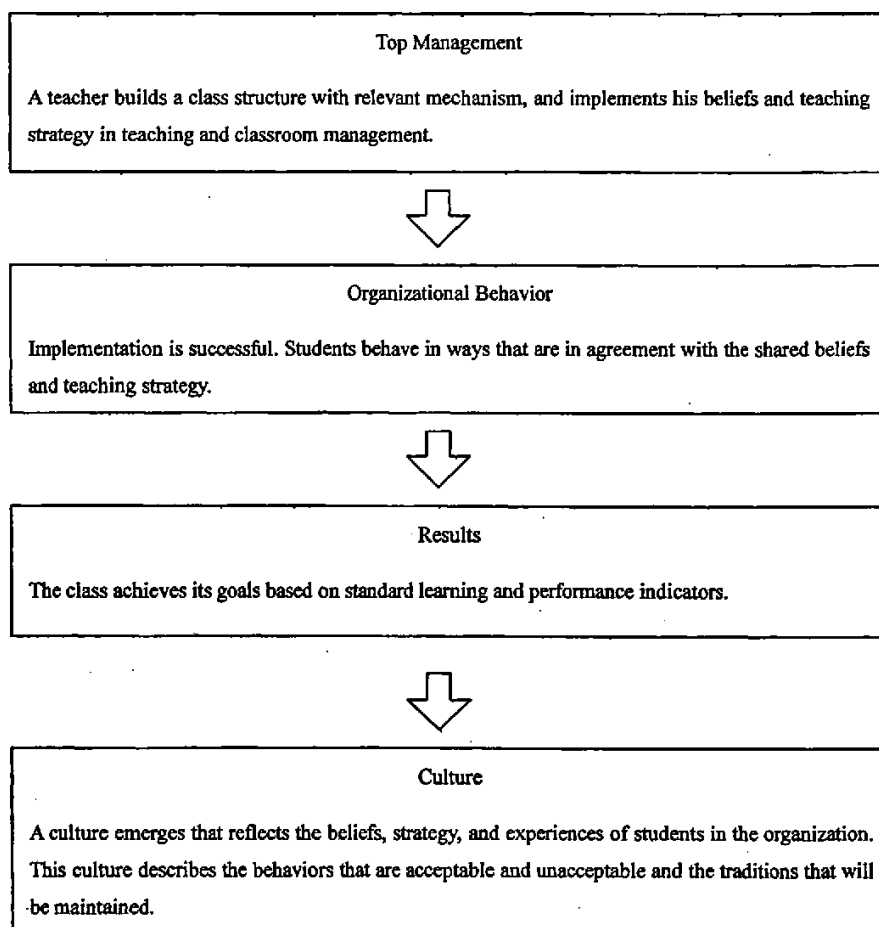 Top Management
A teacher builds a class structure with relevant mechanism, and implements his beliefs and teaching
strategy in teaching and classroom management.
Organizational Behavior
Implementation is successful. Students behave in ways that are in agreement with the shared beliefs
and teaching strategy.
Results
The class achieves its goals based on standard learning and performance indicators.
Culture
A culture emerges that reflects the beliefs, strategy, and experiences of students in the organization.
This culture describes the behaviors that are acceptable and unacceptable and the traditions that will
be maintained.